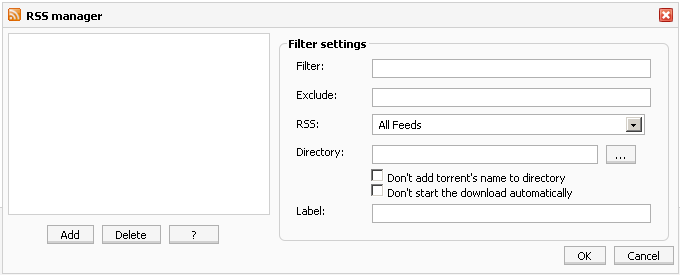 RSS manager
Filter settings
Filter:
Exclude:
RSS: All Feeds
Directory: ...
Don't add torrent's name to directory
Don't start the download automatically
Label:
Add Delete ?
OK Cancel